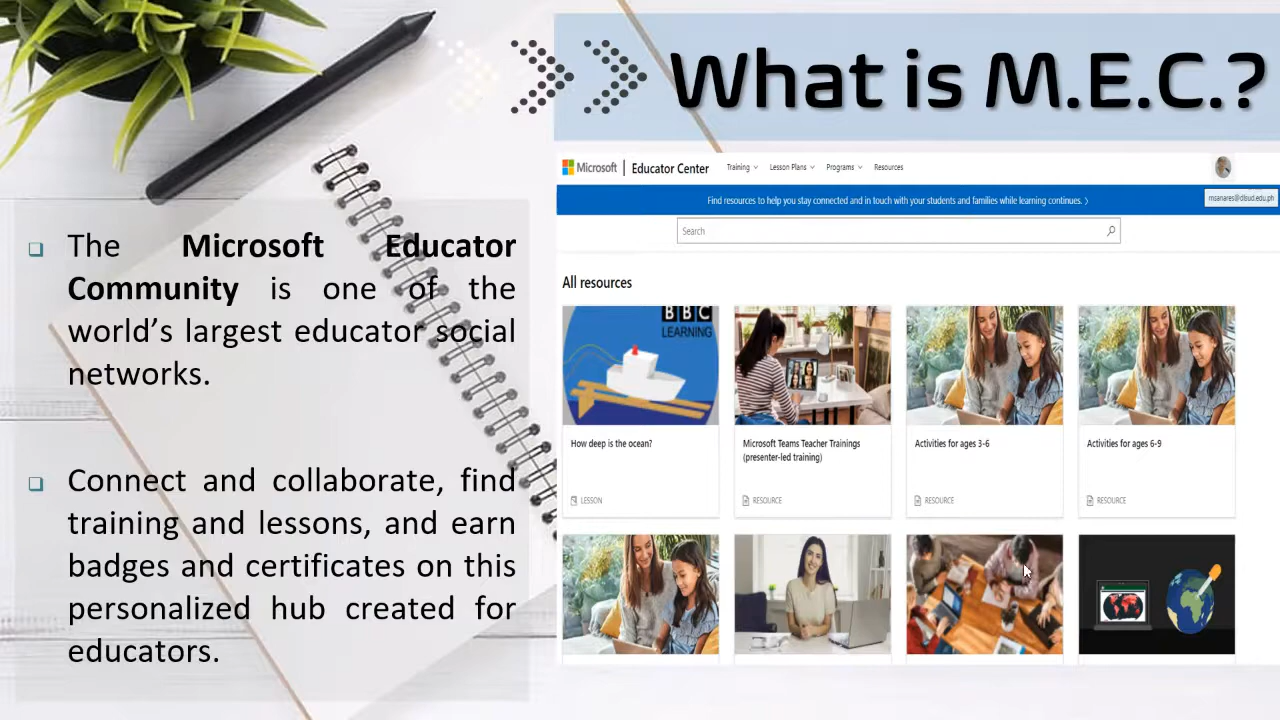 What is M.E.C.?
The Microsoft Educator
Community is one of the
world's largest educator social
networks.
Connect and collaborate, find
training and lessons, and earn
badges and certificates on this
personalized hub created for
educators.
Microsoft | Educator Center
Training Lesson Plans Programs Resources
Find resources to help you stay connected and in touch with your students and families while learning continues.
msanares@dlsud.edu.ph
Search
All resources
BBC
LEARNING
How deep is the ocean?
LESSON
Microsoft Teams Teacher Trainings
(presenter-led training)
RESOURCE
Activities for ages 3-6
RESOURCE
Activities for ages 6-9
RESOURCE